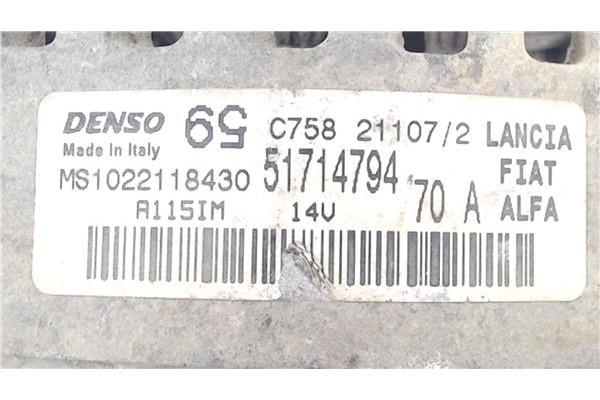 DENSO 59 C758 21107/2 LANCIA
Made In Italy 51714794 FIAT
MS1022118430 70 A ALFA
A115IM 14V